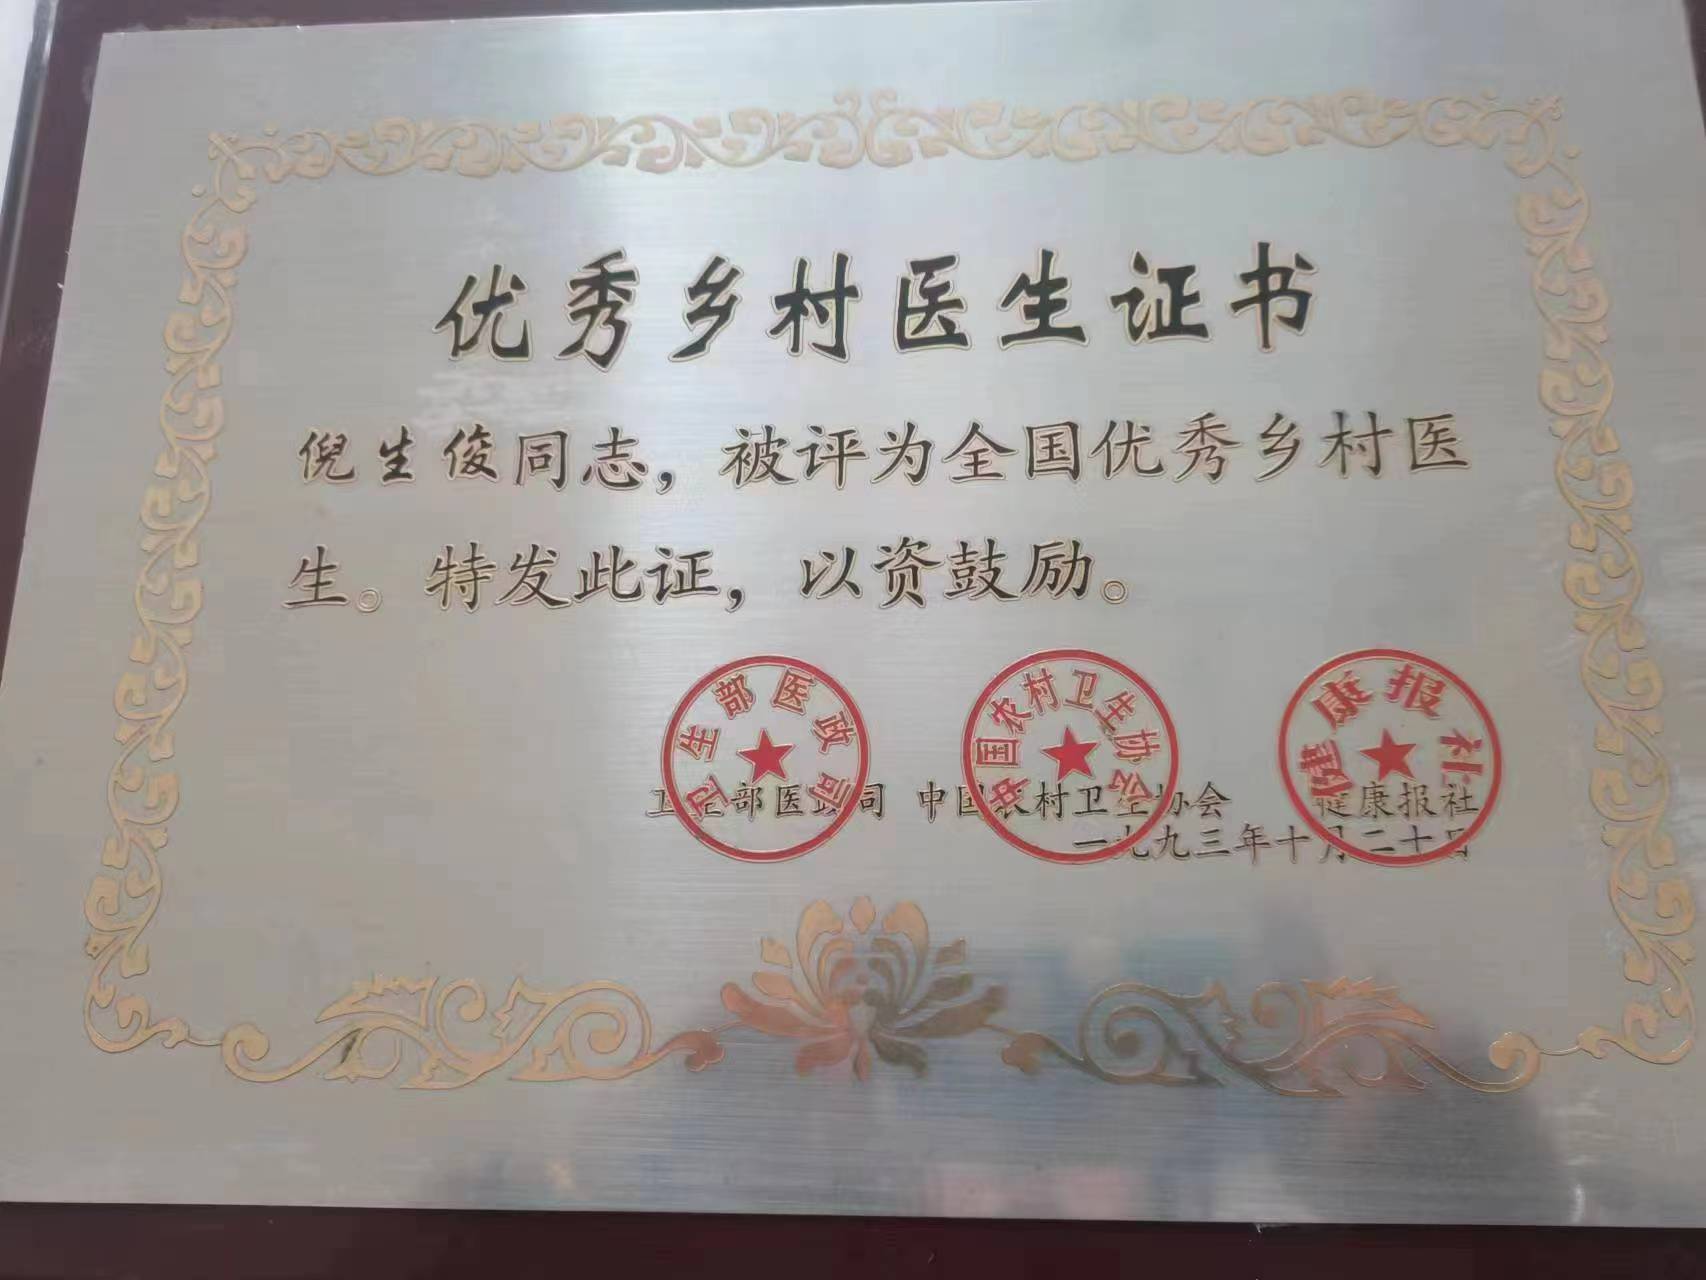 优秀乡村医生证书
倪生俊同志，被评为全国优秀乡村医
生。特发此证，以资鼓励。
卫生部医政司
中国农村卫生协会
健康报社
卫生部医政司 中国农村卫生协会 健康报社
一九九三年十月二十日